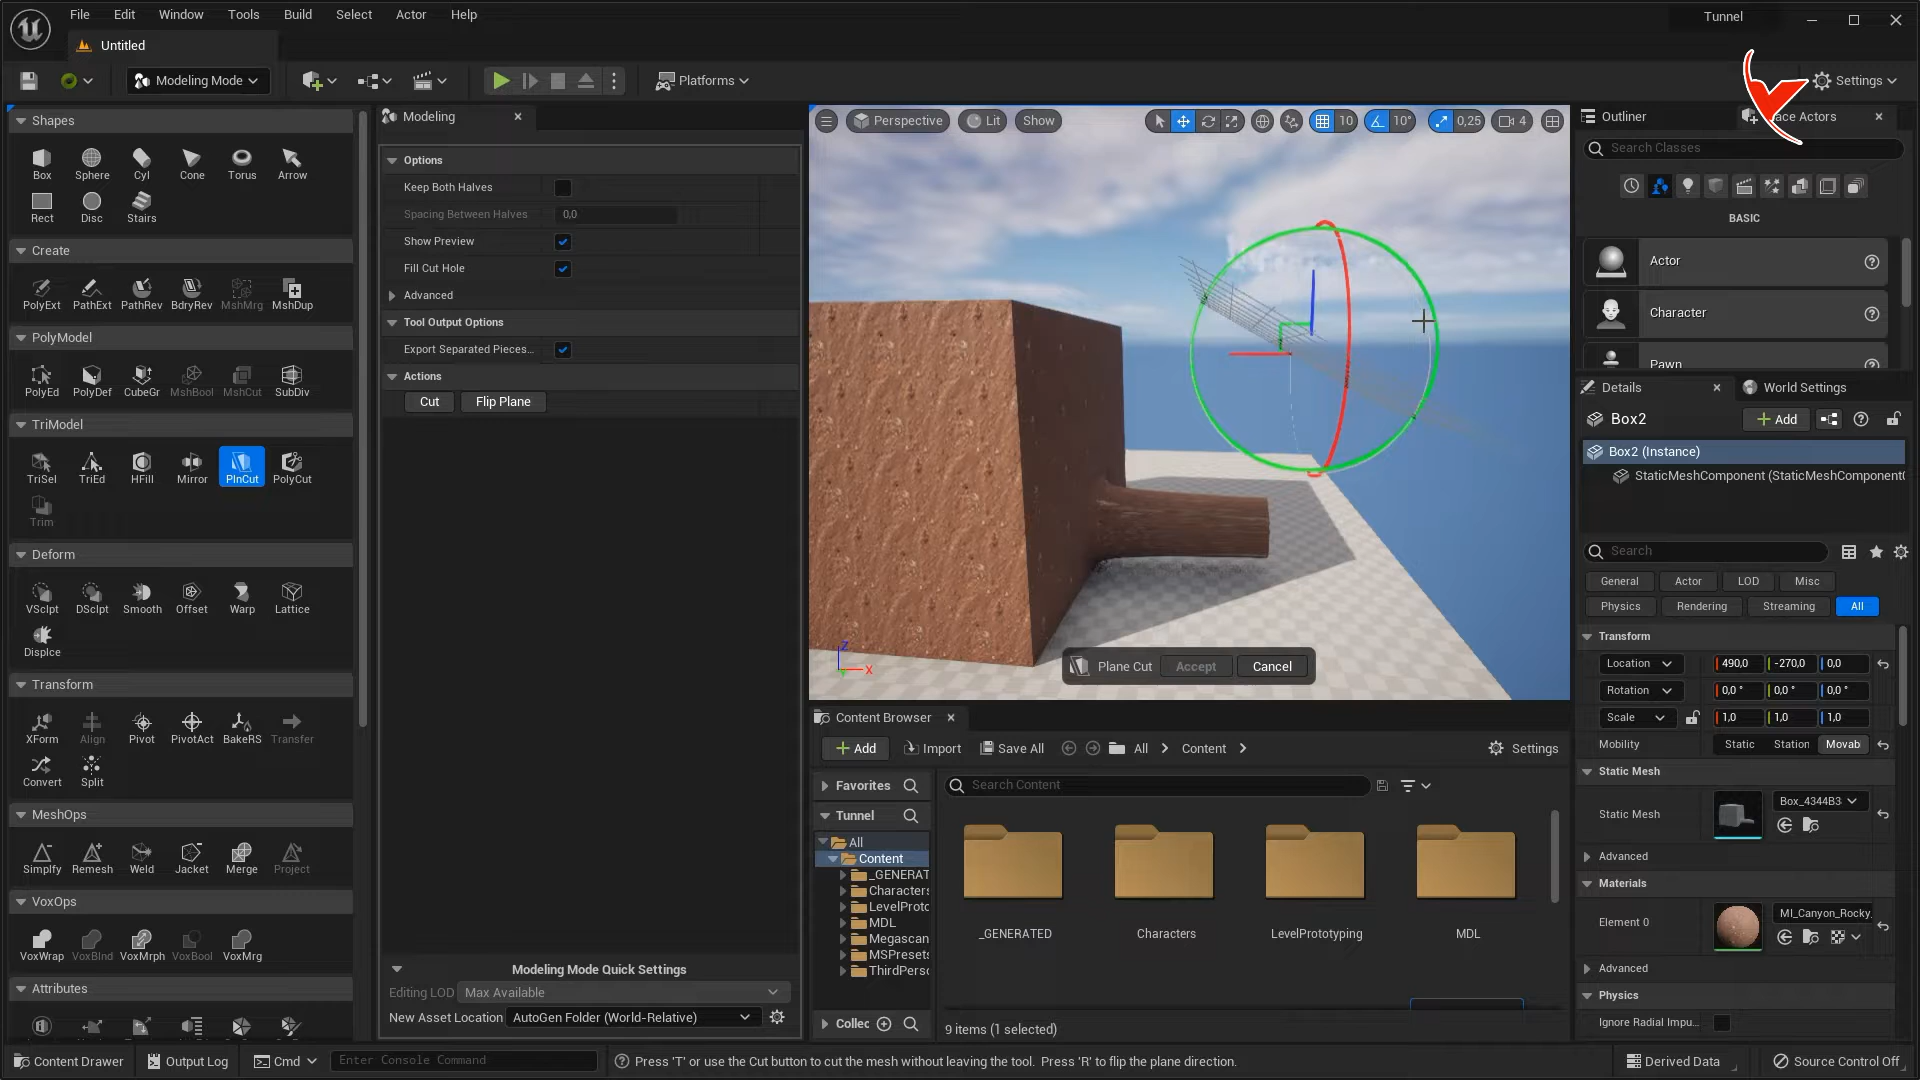 File Edit Window Tools Build Select Actor Help
Tunnel
Untitled
Modeling Mode
Platforms
Settings
Shapes
Box Sphere Cyl Cone Torus Arrow
Rect Disc Stairs
Create
PolyExt PathExt PathRev BdryRev MshMrg MshDup
PolyModel
PolyEd PolyDef CubeGr MshBool MshCut SubDiv
TriModel
TriSel TriEd HFill Mirror PlnCut PolyCut
Trim
Deform
VSclpt DSclpt Smooth Offset Warp Lattice
Displce
Transform
XForm Align Pivot PivotAct BakeRS Transfer
Convert Split
MeshOps
Simplfy Remesh Weld Jacket Merge Project
VoxOps
VoxWrap VoxBlnd VoxMrph VoxBool VoxMrg
Attributes
Modeling
Options
Keep Both Halves
Spacing Between Halves 0,0
Show Preview
Fill Cut Hole
Advanced
Tool Output Options
Export Separated Pieces...
Actions
Cut Flip Plane
Modeling Mode Quick Settings
Editing LOD Max Available
New Asset Location AutoGen Folder (World-Relative)
Perspective Lit Show 10 10° 0,25 4
Z
X
Plane Cut Accept Cancel
Content Browser
Add Import Save All All Content Settings
Favorites
Search Content
Tunnel
All
Content
_GENERAT
Characters
LevelProto
MDL
Megascan
MSPresets
ThirdPerso
Collec
_GENERATED Characters LevelPrototyping MDL
9 items (1 selected)
Outliner
ace Actors
Search Classes
BASIC
Actor
Character
Pawn
Details World Settings
Box2 Add
Box2 (Instance)
StaticMeshComponent (StaticMeshComponent
Search
General Actor LOD Misc
Physics Rendering Streaming All
Transform
Location 490,0 -270,0 0,0
Rotation 0,0 ° 0,0 ° 0,0 °
Scale 1,0 1,0 1,0
Mobility Static Station Movab
Static Mesh
Static Mesh Box_4344B3
Advanced
Materials
Element 0 MI_Canyon_Rocky_
Advanced
Physics
Ignore Radial Impu...
Content Drawer Output Log Cmd Enter Console Command Press 'T' or use the Cut button to cut the mesh without leaving the tool. Press 'R' to flip the plane direction. Derived Data Source Control Off